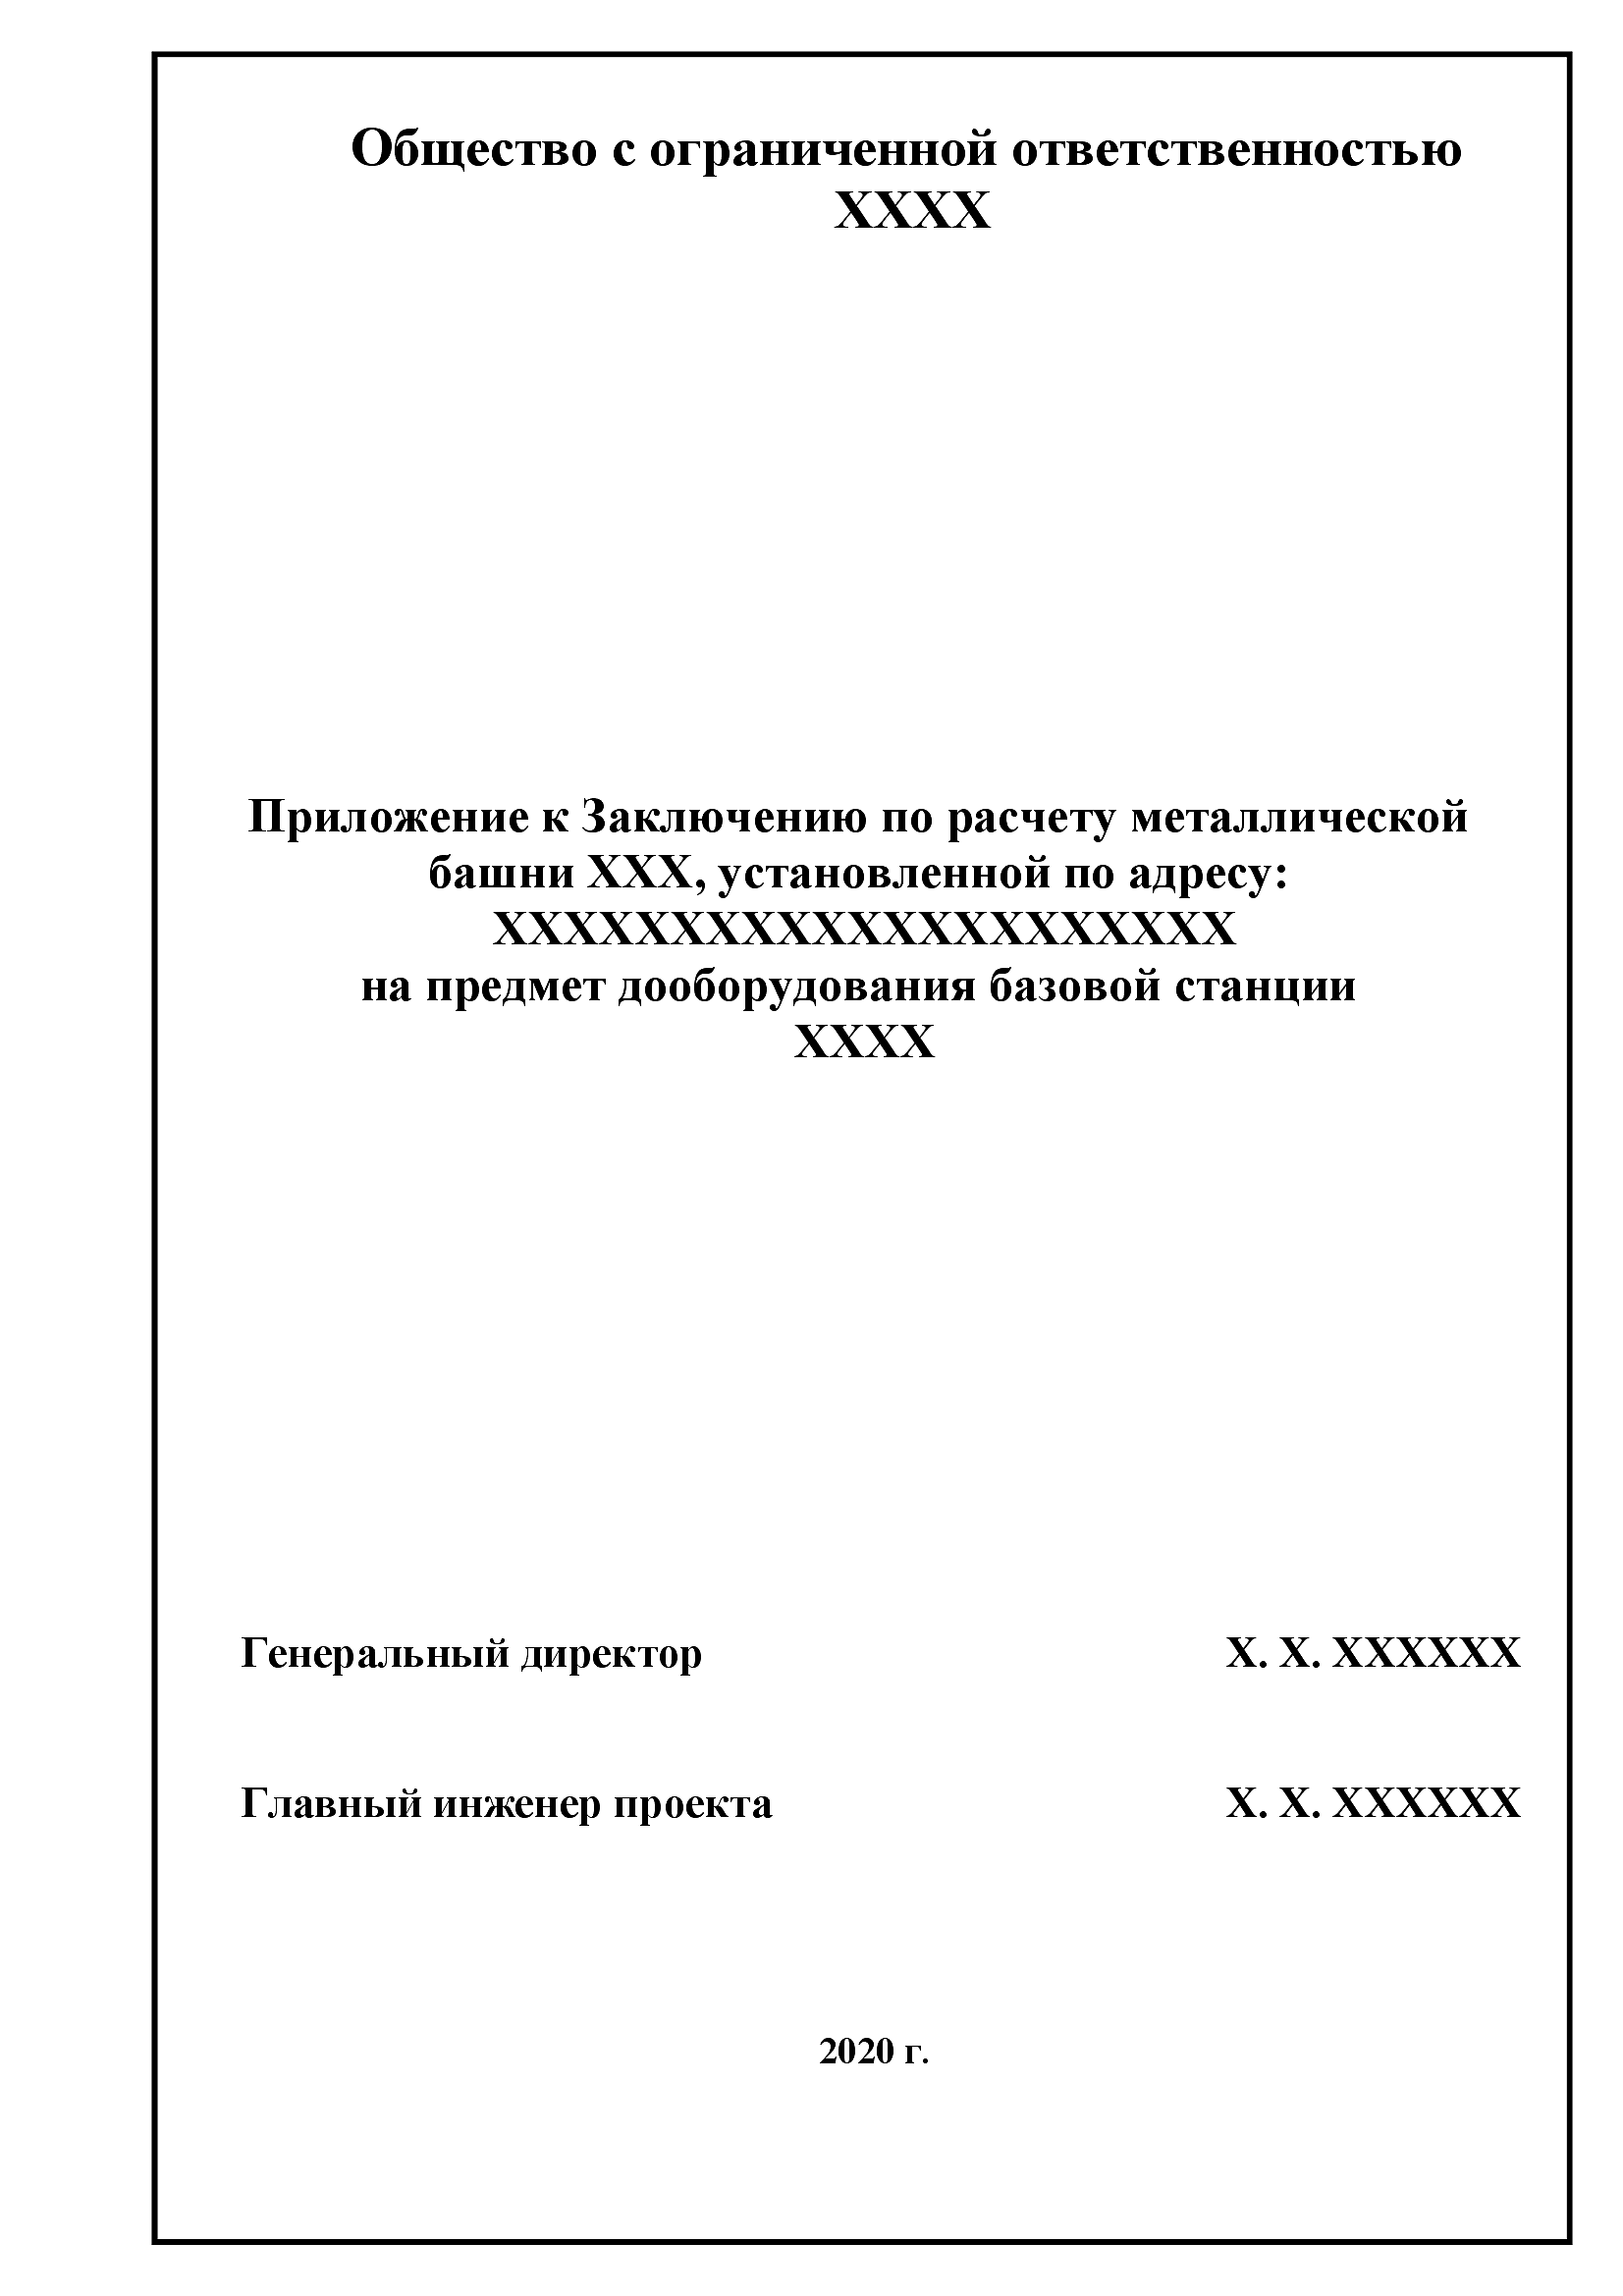 Общество с ограниченной ответственностью
ХХХХ
Приложение к Заключению по расчету металлической
башни ХХХ, установленной по адресу:
ХХХХХХХХХХХХХХХХХХХХХ
на предмет дооборудования базовой станции
ХХХХ
Генеральный директор Х. Х. ХХХХХХ
Главный инженер проекта Х. Х. ХХХХХХ
2020 г.